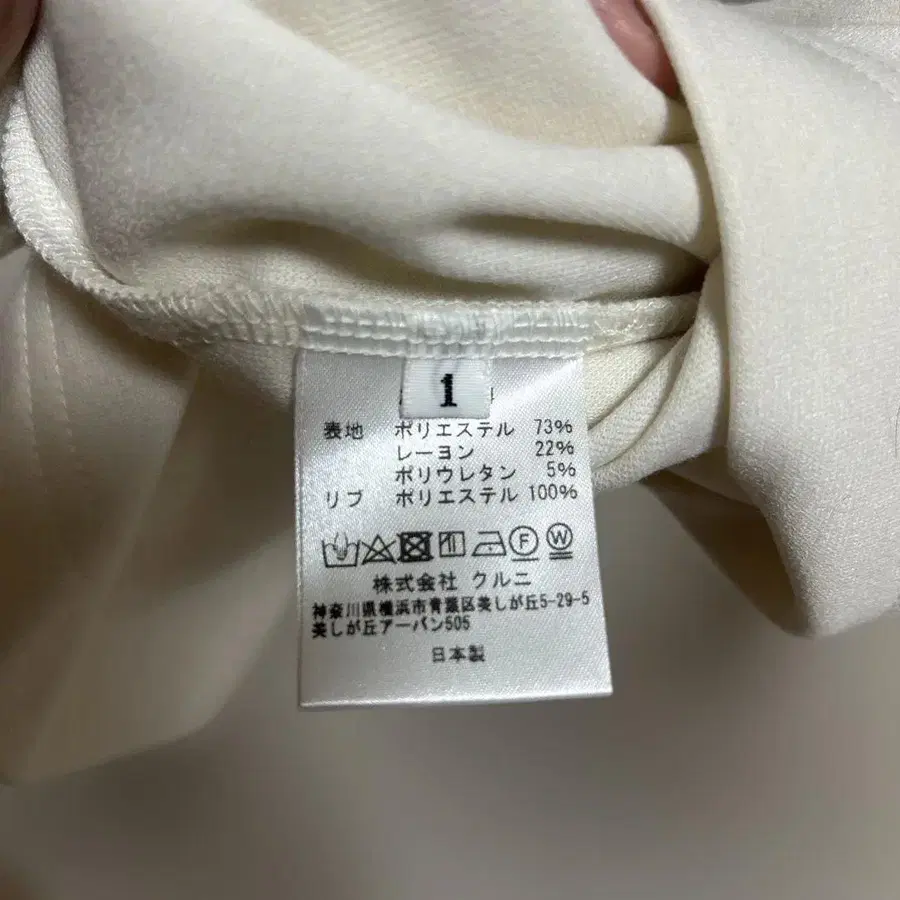 1
表地 ポリエステル 73%
レーヨン 22%
ポリウレタン 5%
リブ ポリエステル 100%
F W
株式会社 クルニ
神奈川県横浜市青葉区美しが丘5-29-5
美しが丘アーバン505
日本製